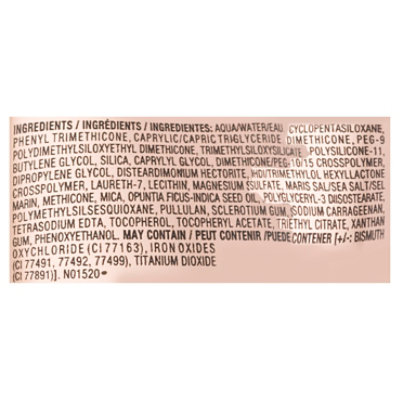 INGREDIENTS / INGRÉDIENTS / INGREDIENTES: AQUA/WATER/EAU, CYCLOPENTASILOXANE,
PHENYL TRIMETHICONE, CAPRYLIC/CAPRIC TRIGLYCERIDE, DIMETHICONE, PEG-9
POLYDIMETHYLSILOXYETHYL DIMETHICONE, TRIMETHYLSILOXYSILICATE, POLYSILICONE-11,
BUTYLENE GLYCOL, SILICA, CAPRYLYL GLYCOL, DIMETHICONE/PEG-10/15 CROSSPOLYMER,
DIPROPYLENE GLYCOL, DISTEARDIMONIUM HECTORITE, HDI/TRIMETHYLOL HEXYLLACTONE
CROSSPOLYMER, LAURETH-7, LECITHIN, MAGNESIUM SULFATE, MARIS SAL/SEA SALT/SEL
MARIN, METHICONE, MICA, OPUNTIA FICUS-INDICA SEED OIL, POLYGLYCERYL-3 DIISOSTEARATE,
POLYMETHYLSILSESQUIOXANE, PULLULAN, SCLEROTIUM GUM, SODIUM CARRAGEENAN,
TETRASODIUM EDTA, TOCOPHEROL, TOCOPHERYL ACETATE, TRIETHYL CITRATE, XANTHAN
GUM, PHENOXYETHANOL. MAY CONTAIN / PEUT CONTENIR /PUEDE CONTENER [+/-: BISMUTH
OXYCHLORIDE (CI 77163), IRON OXIDES
(CI 77491, 77492, 77499), TITANIUM DIOXIDE
(CI 77891)]. N01520